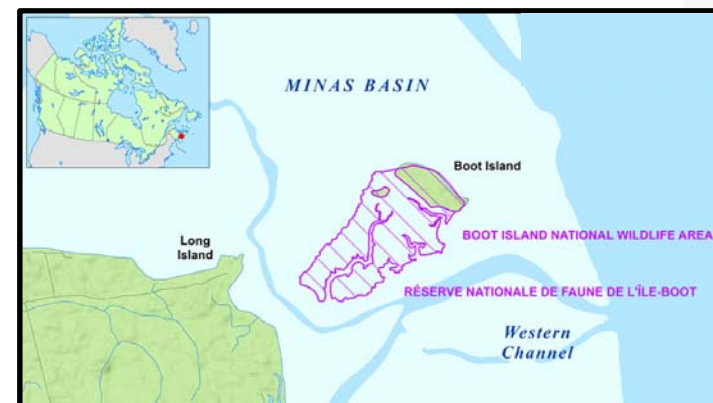 MINAS BASIN
Boot Island
BOOT ISLAND NATIONAL WILDLIFE AREA
Long
Island
RÉSERVE NATIONALE DE FAUNE DE L'ÎLE-BOOT
Western
Channel